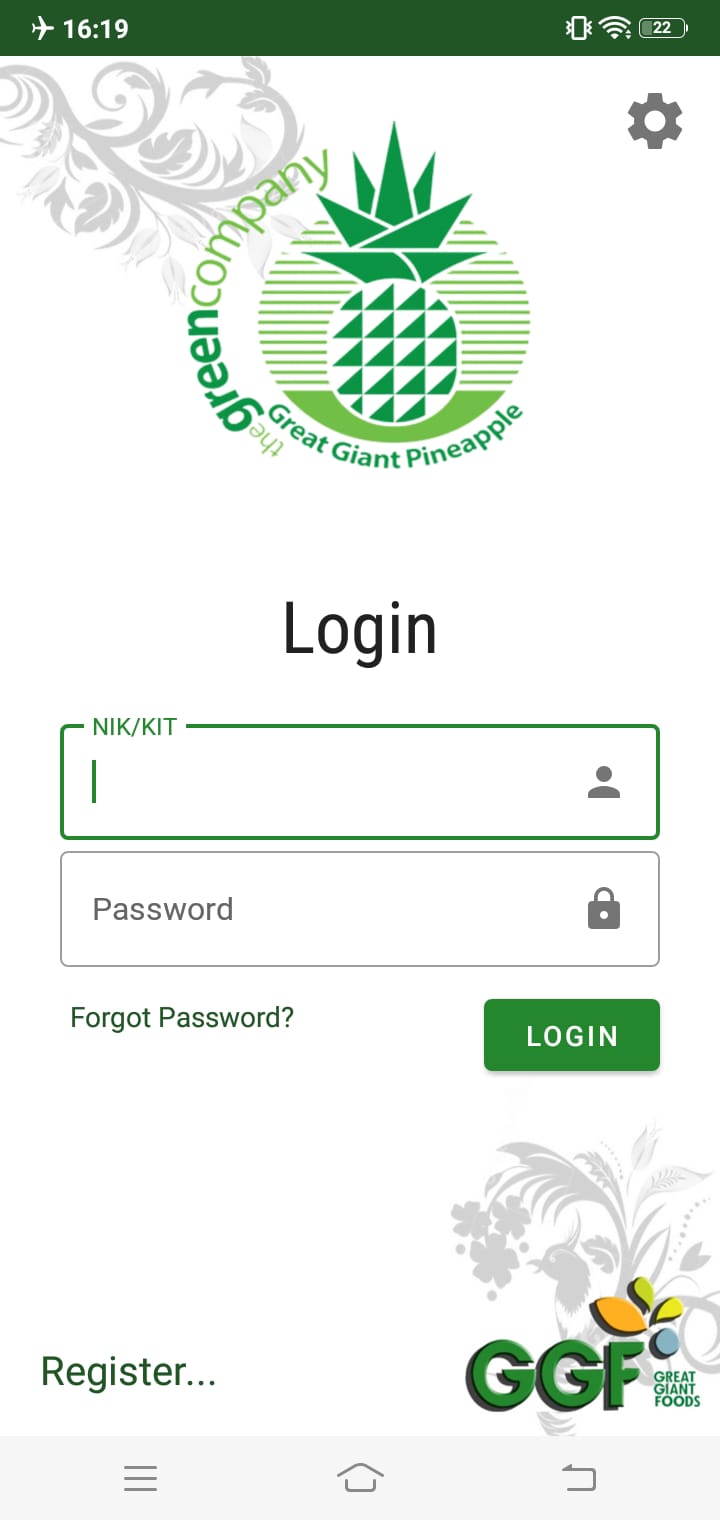 16:19
22
the green company
Great Giant Pineapple
Login
NIK/KIT
Password
Forgot Password?
LOGIN
Register...
GGF
GREAT
GIANT
FOODS